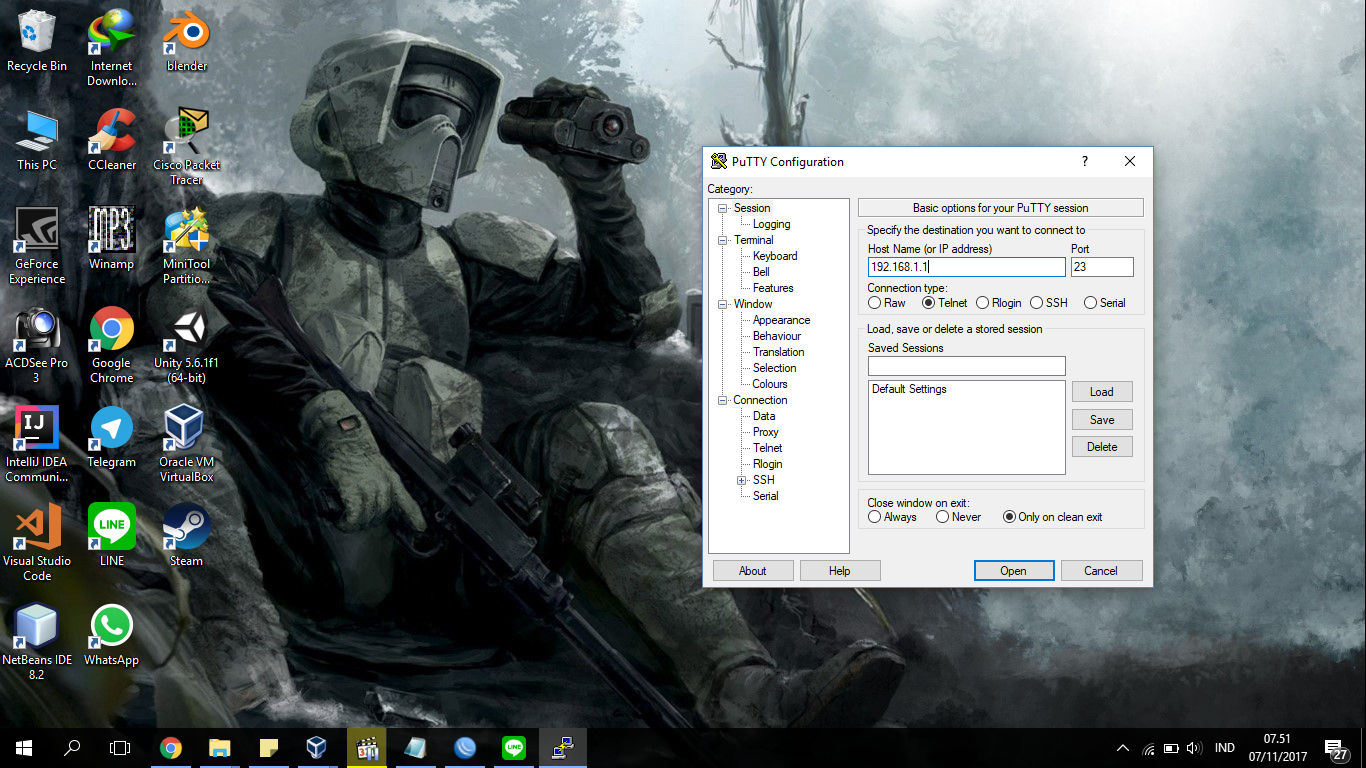 Recycle Bin
Internet
Downlo...
blender
This PC
CCleaner
Cisco Packet
Tracer
GeForce
Experience
MP3
Winamp
MiniTool
Partitio...
ACDSee Pro
3
Google
Chrome
Unity 5.6.1f1
(64-bit)
IJ
IntelliJ IDEA
Communi...
Telegram
Oracle VM
VirtualBox
Visual Studio
Code
LINE
LINE
Steam
NetBeans IDE
8.2
WhatsApp
PuTTY Configuration
?
Category:
Session
Logging
Terminal
Keyboard
Bell
Features
Window
Appearance
Behaviour
Translation
Selection
Colours
Connection
Data
Proxy
Telnet
Rlogin
SSH
Serial
Basic options for your PuTTY session
Specify the destination you want to connect to
Host Name (or IP address) Port
192.168.1.1 23
Connection type:
Raw Telnet Rlogin SSH Serial
Load, save or delete a stored session
Saved Sessions
Default Settings
Load
Save
Delete
Close window on exit:
Always Never Only on clean exit
About Help Open Cancel
LINE
IND
07.51
07/11/2017
27